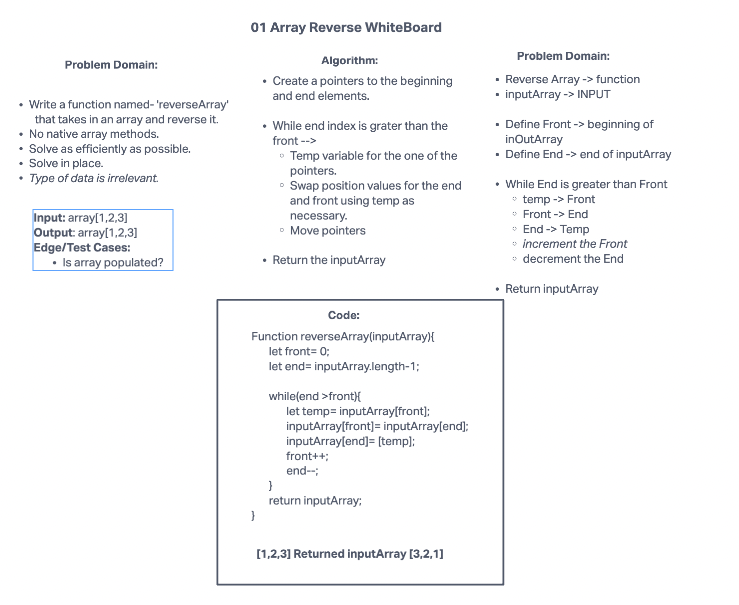 01 Array Reverse WhiteBoard
Problem Domain:
• Write a function named- 'reverseArray'
that takes in an array and reverse it.
• No native array methods.
• Solve as efficiently as possible.
• Solve in place.
• Type of data is irrelevant.
Input: array[1,2,3]
Output: array[1,2,3]
Edge/Test Cases:
• Is array populated?
Algorithm:
• Create a pointers to the beginning
and end elements.
• While end index is grater than the
front -->
◦ Temp variable for the one of the
pointers.
◦ Swap position values for the end
and front using temp as
necessary.
◦ Move pointers
• Return the inputArray
Problem Domain:
▪ Reverse Array -> function
▪ inputArray -> INPUT
• Define Front -> beginning of
inOutArray
▪ Define End -> end of inputArray
• While End is greater than Front
◦ temp -> Front
◦ Front -> End
◦ End -> Temp
◦ increment the Front
◦ decrement the End
• Return inputArray
Code:
Function reverseArray(inputArray){
let front= 0;
let end= inputArray.length-1;
while(end >front){
let temp= inputArray[front];
inputArray[front]= inputArray[end];
inputArray[end]= [temp];
front++;
end--;
}
return inputArray;
}
[1,2,3] Returned inputArray [3,2,1]